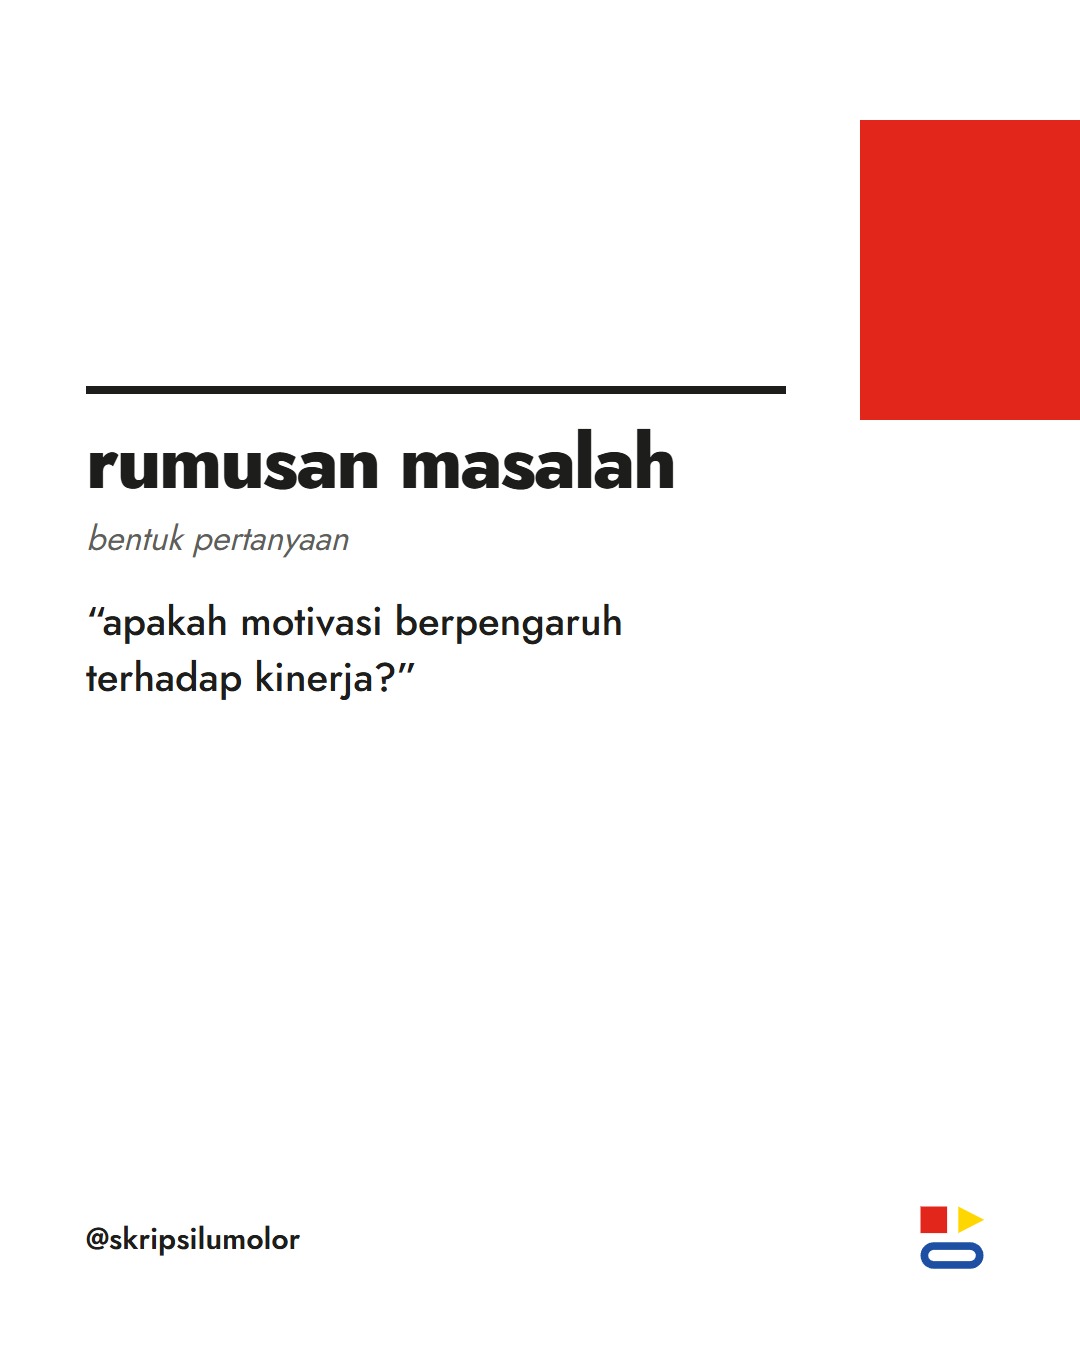 rumusan masalah
bentuk pertanyaan
“apakah motivasi berpengaruh
terhadap kinerja?”
@skripsilumolor